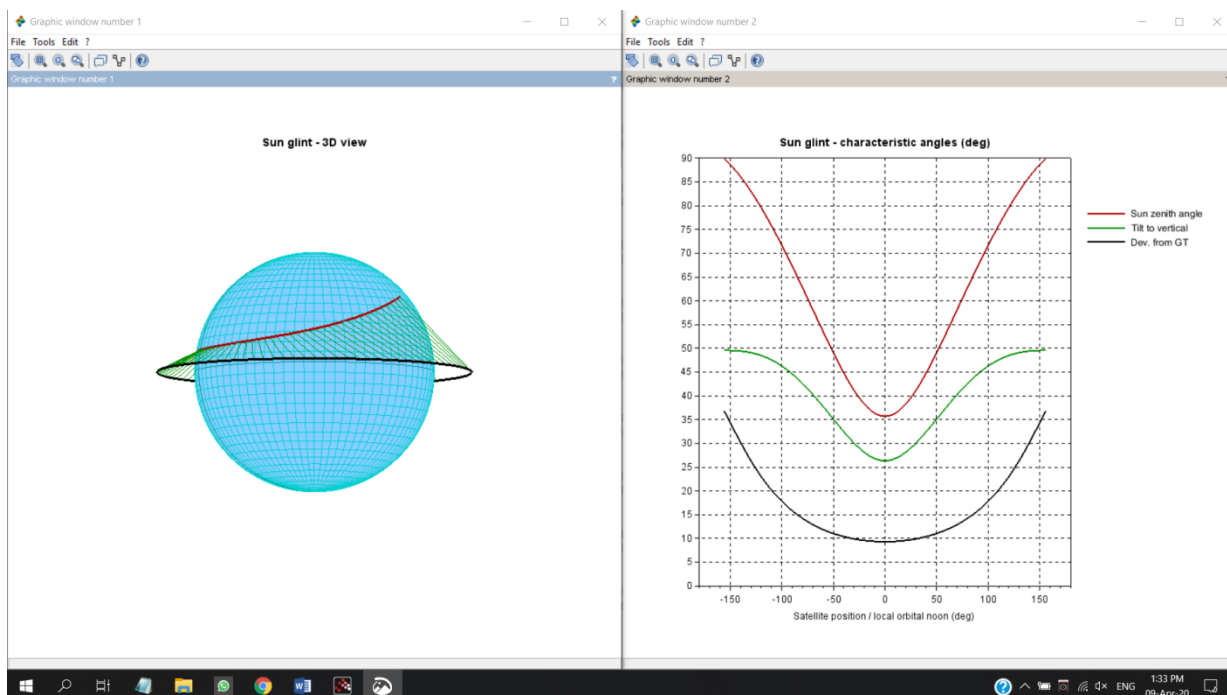 Graphic window number 1
File Tools Edit ?
Graphic window number 1 ?
Sun glint - 3D view
Graphic window number 2
File Tools Edit ?
Graphic window number 2
Sun glint - characteristic angles (deg)
90
85
80
75
70
65
60
55
50
45
40
35
30
25
20
15
10
5
0
-150 -100 -50 0 50 100 150
Satellite position / local orbital noon (deg)
Sun zenith angle
Tilt to vertical
Dev. from GT
ENG
1:33 PM
09-Apr-20